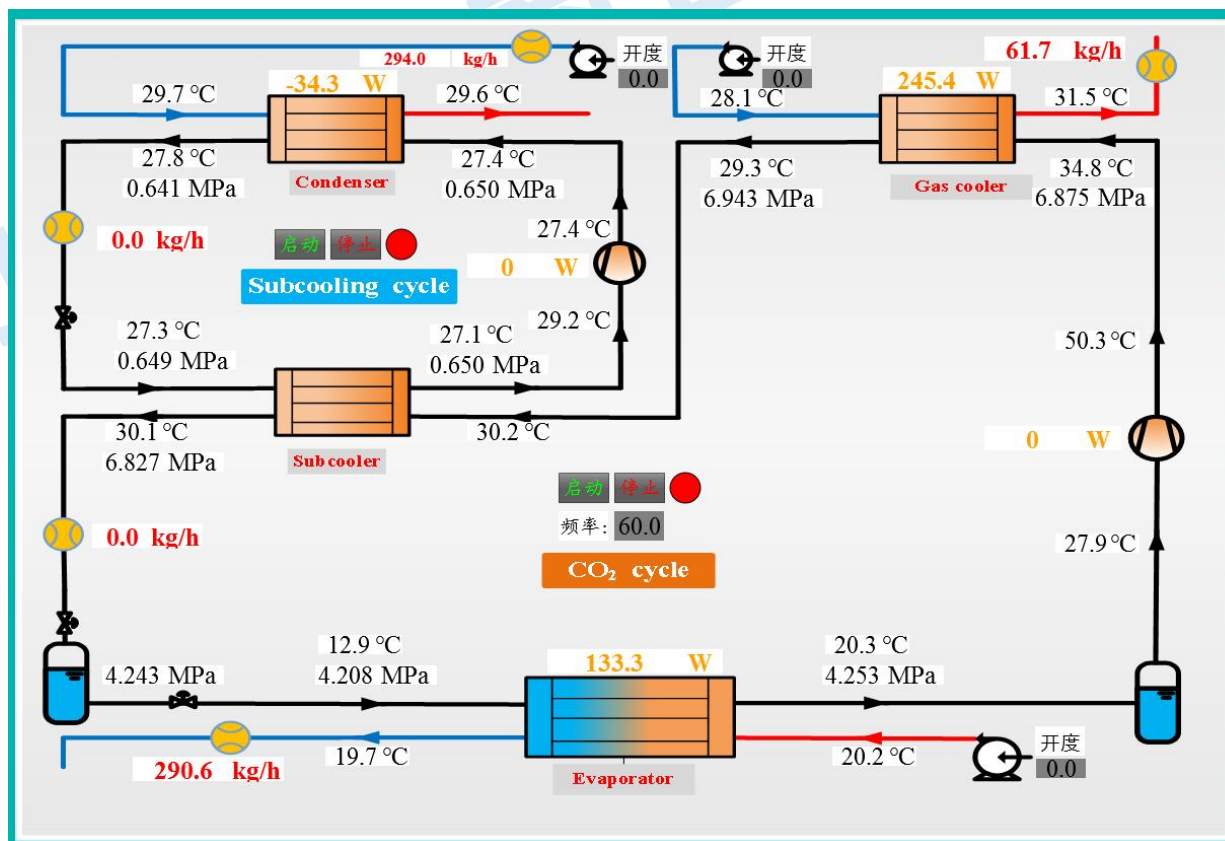 294.0 kg/h
开度
0.0
-34.3 W
29.7 ℃
29.6 ℃
27.8 ℃
0.641 MPa
27.4 ℃
0.650 MPa
Condenser
开度
0.0
61.7 kg/h
245.4 W
28.1 ℃
31.5 ℃
29.3 ℃
6.943 MPa
34.8 ℃
6.875 MPa
Gas cooler
0.0 kg/h
启动 停止
Subcooling cycle
27.4 ℃
0 W
29.2 ℃
27.3 ℃
0.649 MPa
27.1 ℃
0.650 MPa
30.1 ℃
6.827 MPa
30.2 ℃
Subcooler
50.3 ℃
0 W
27.9 ℃
0.0 kg/h
启动 停止
频率: 60.0
CO₂ cycle
4.243 MPa
12.9 ℃
4.208 MPa
133.3 W
20.3 ℃
4.253 MPa
290.6 kg/h
19.7 ℃
Evaporator
20.2 ℃
开度
0.0